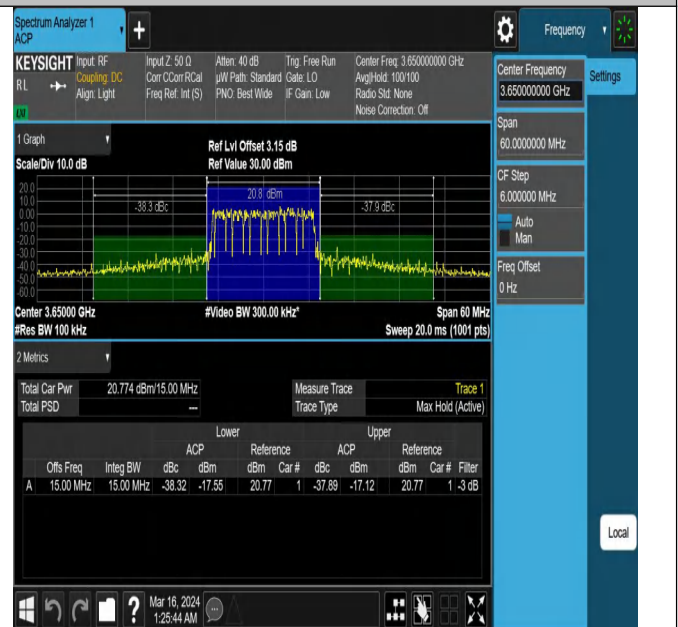 Spectrum Analyzer 1
ACP
+
Frequency
KEYSIGHT Input: RF Input Z: 50 Ω Atten: 40 dB Trig: Free Run Center Freq: 3.650000000 GHz
RL Coupling: DC Corr CCorr RCal µW Path: Standard Gate: LO Avg|Hold: 100/100
Align: Light Freq Ref: Int (S) PNO: Best Wide IF Gain: Low Radio Std: None
Noise Correction: Off
LXI
Center Frequency
3.650000000 GHz
Settings
Span
60.0000000 MHz
CF Step
6.000000 MHz
Auto
Man
Freq Offset
0 Hz
1 Graph
Scale/Div 10.0 dB
Ref Lvl Offset 3.15 dB
Ref Value 30.00 dBm
20.0
10.0
0.00
-10.0
-20.0
-30.0
-40.0
-50.0
-60.0
-38.3 dBc
20.8 dBm
-37.9 dBc
Center 3.65000 GHz #Video BW 300.00 kHz* Span 60 MHz
#Res BW 100 kHz Sweep 20.0 ms (1001 pts)
2 Metrics
Total Car Pwr 20.774 dBm/15.00 MHz Measure Trace Trace 1
Total PSD --- Trace Type Max Hold (Active)
Lower Upper
ACP Reference ACP Reference
Offs Freq Integ BW dBc dBm dBm Car # dBc dBm dBm Car # Filter
A 15.00 MHz 15.00 MHz -38.32 -17.55 20.77 1 -37.89 -17.12 20.77 1 -3 dB
Local
?
Mar 16, 2024
1:25:44 AM